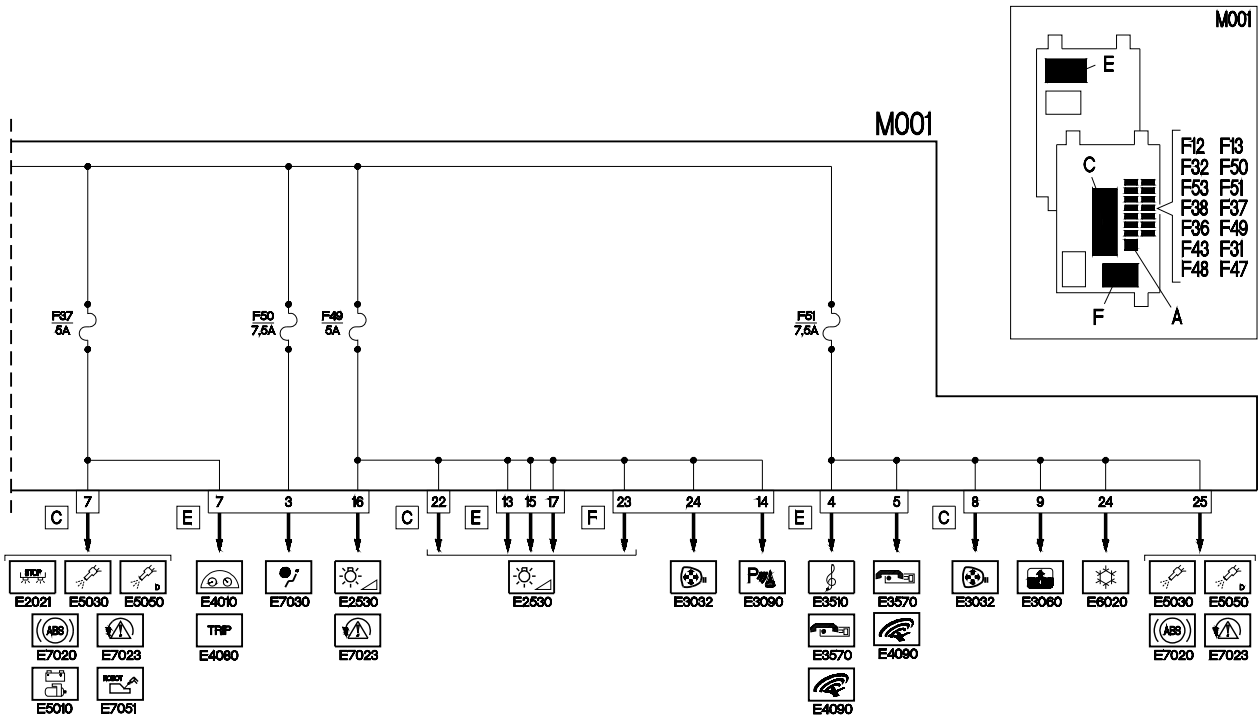 M001
E
C
F12 F13
F32 F50
F53 F51
F38 F37
F36 F49
F43 F31
F48 F47
F A
M001
F37
5A
F50
7,5A
F49
5A
F51
7,5A
C 7 E 7 3 16 C 22 E 13 15 17 F 23 24 14 E 4 5 C 8 9 24 25
STOP D P D
E2021 E5030 E5050 E4010 E7030 E2530 E2530 E3032 E3090 E3510 E3570 E3032 E3060 E6020 E5030 E5050
ABS TRIP ABS
E7020 E7023 E4080 E7023 E3570 E4090 E7020 E7023
ROBOT
E5010 E7051 E4090